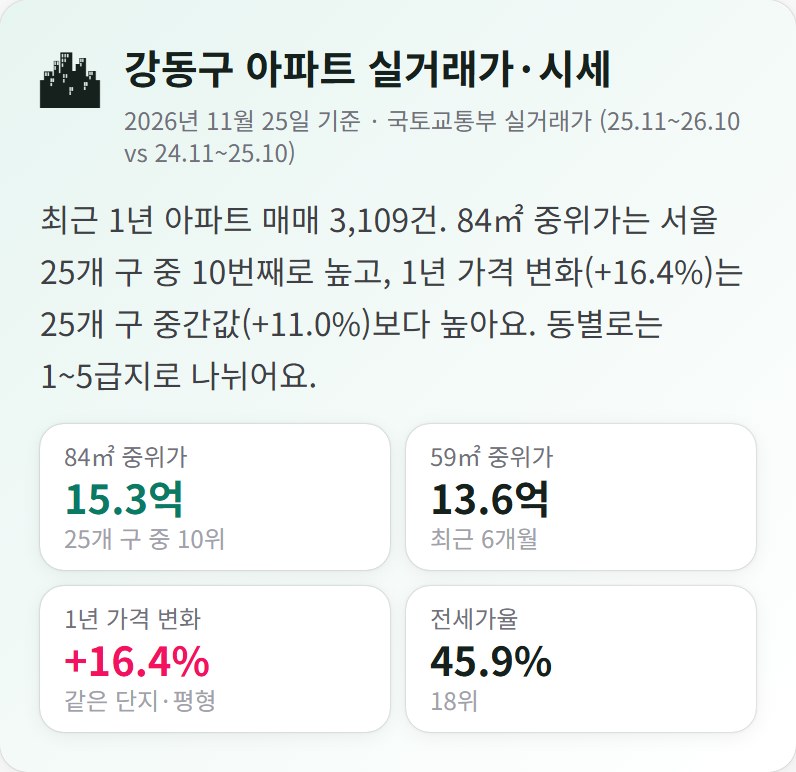 강동구 아파트 실거래가·시세
2026년 11월 25일 기준 · 국토교통부 실거래가 (25.11~26.10
vs 24.11~25.10)
최근 1년 아파트 매매 3,109건. 84㎡ 중위가는 서울
25개 구 중 10번째로 높고, 1년 가격 변화(+16.4%)는
25개 구 중간값(+11.0%)보다 높아요. 동별로는
1~5급지로 나뉘어요.
84㎡ 중위가
15.3억
25개 구 중 10위
59㎡ 중위가
13.6억
최근 6개월
1년 가격 변화
+16.4%
같은 단지·평형
전세가율
45.9%
18위